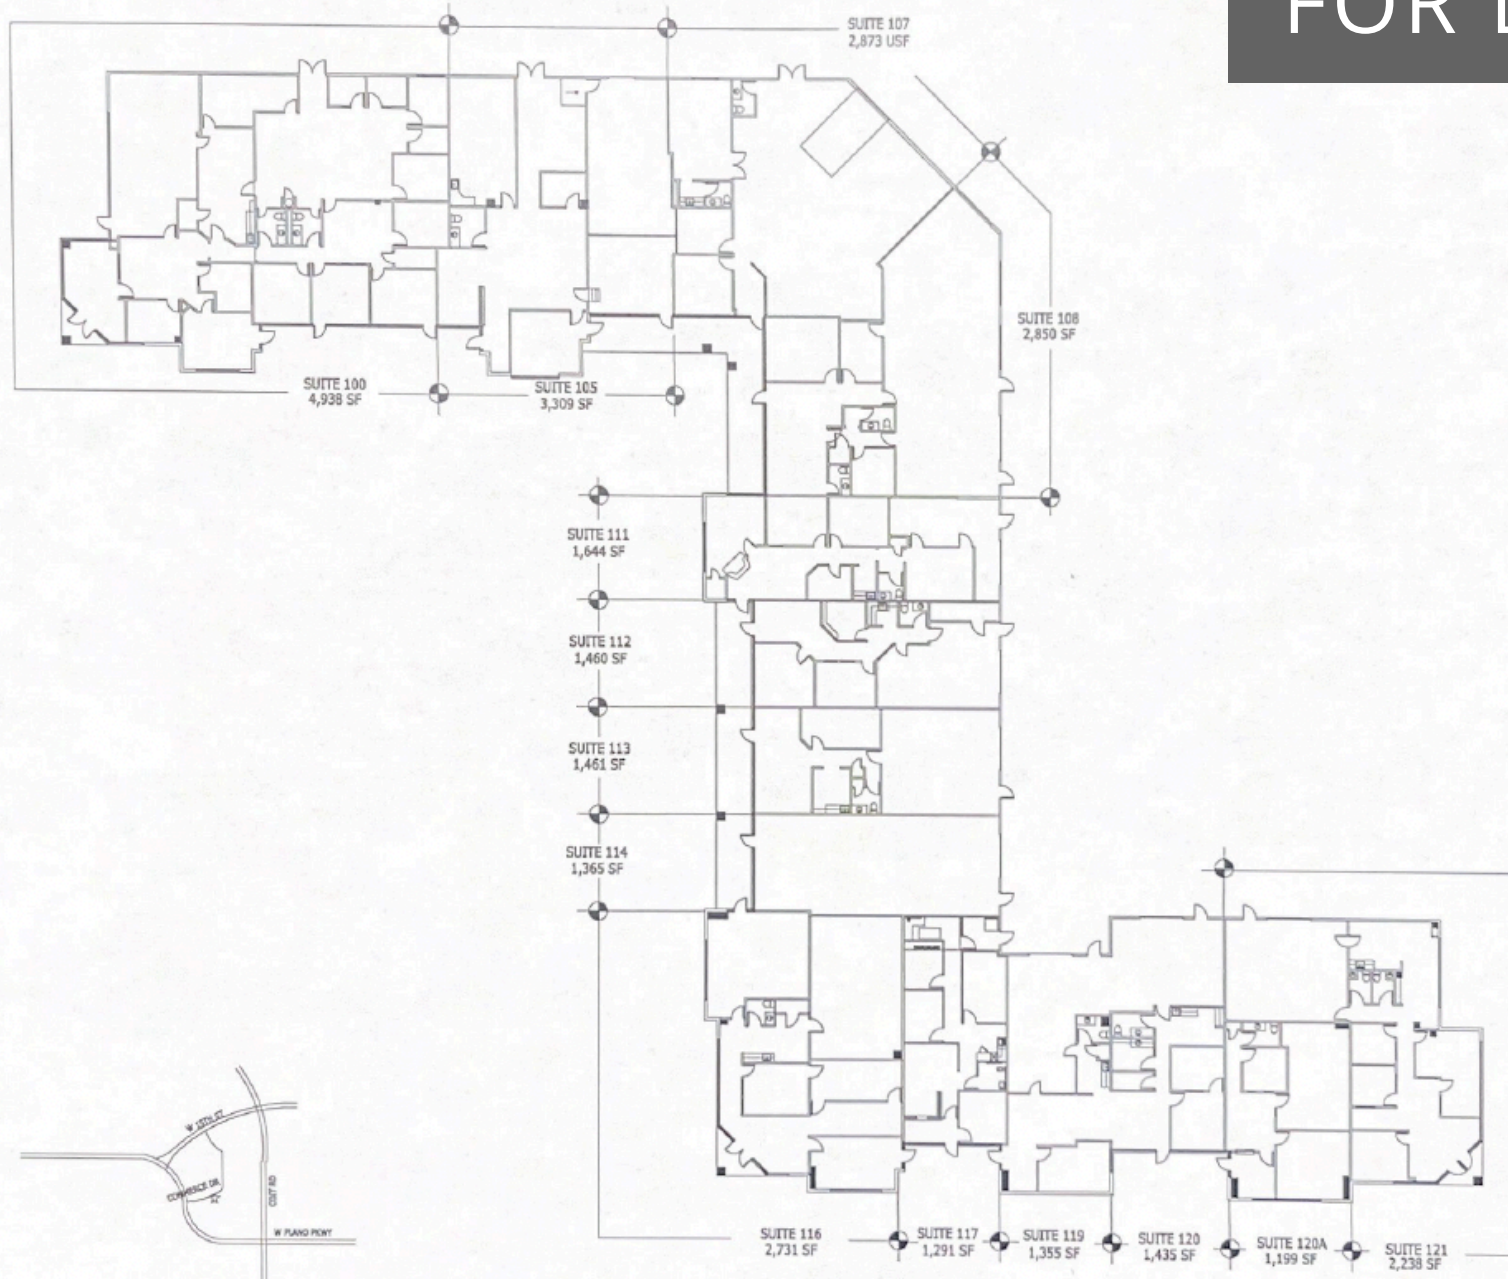 SUITE 107
2,873 USF
FOR
SUITE 108
2,850 SF
SUITE 100
4,938 SF
SUITE 105
3,309 SF
SUITE 111
1,644 SF
SUITE 112
1,460 SF
SUITE 113
1,461 SF
SUITE 114
1,365 SF
W 15TH ST
COMMERCE DR
COIT RD
W PLANO PKWY
SUITE 116
2,731 SF
SUITE 117
1,291 SF
SUITE 119
1,355 SF
SUITE 120
1,435 SF
SUITE 120A
1,199 SF
SUITE 121
2,238 SF